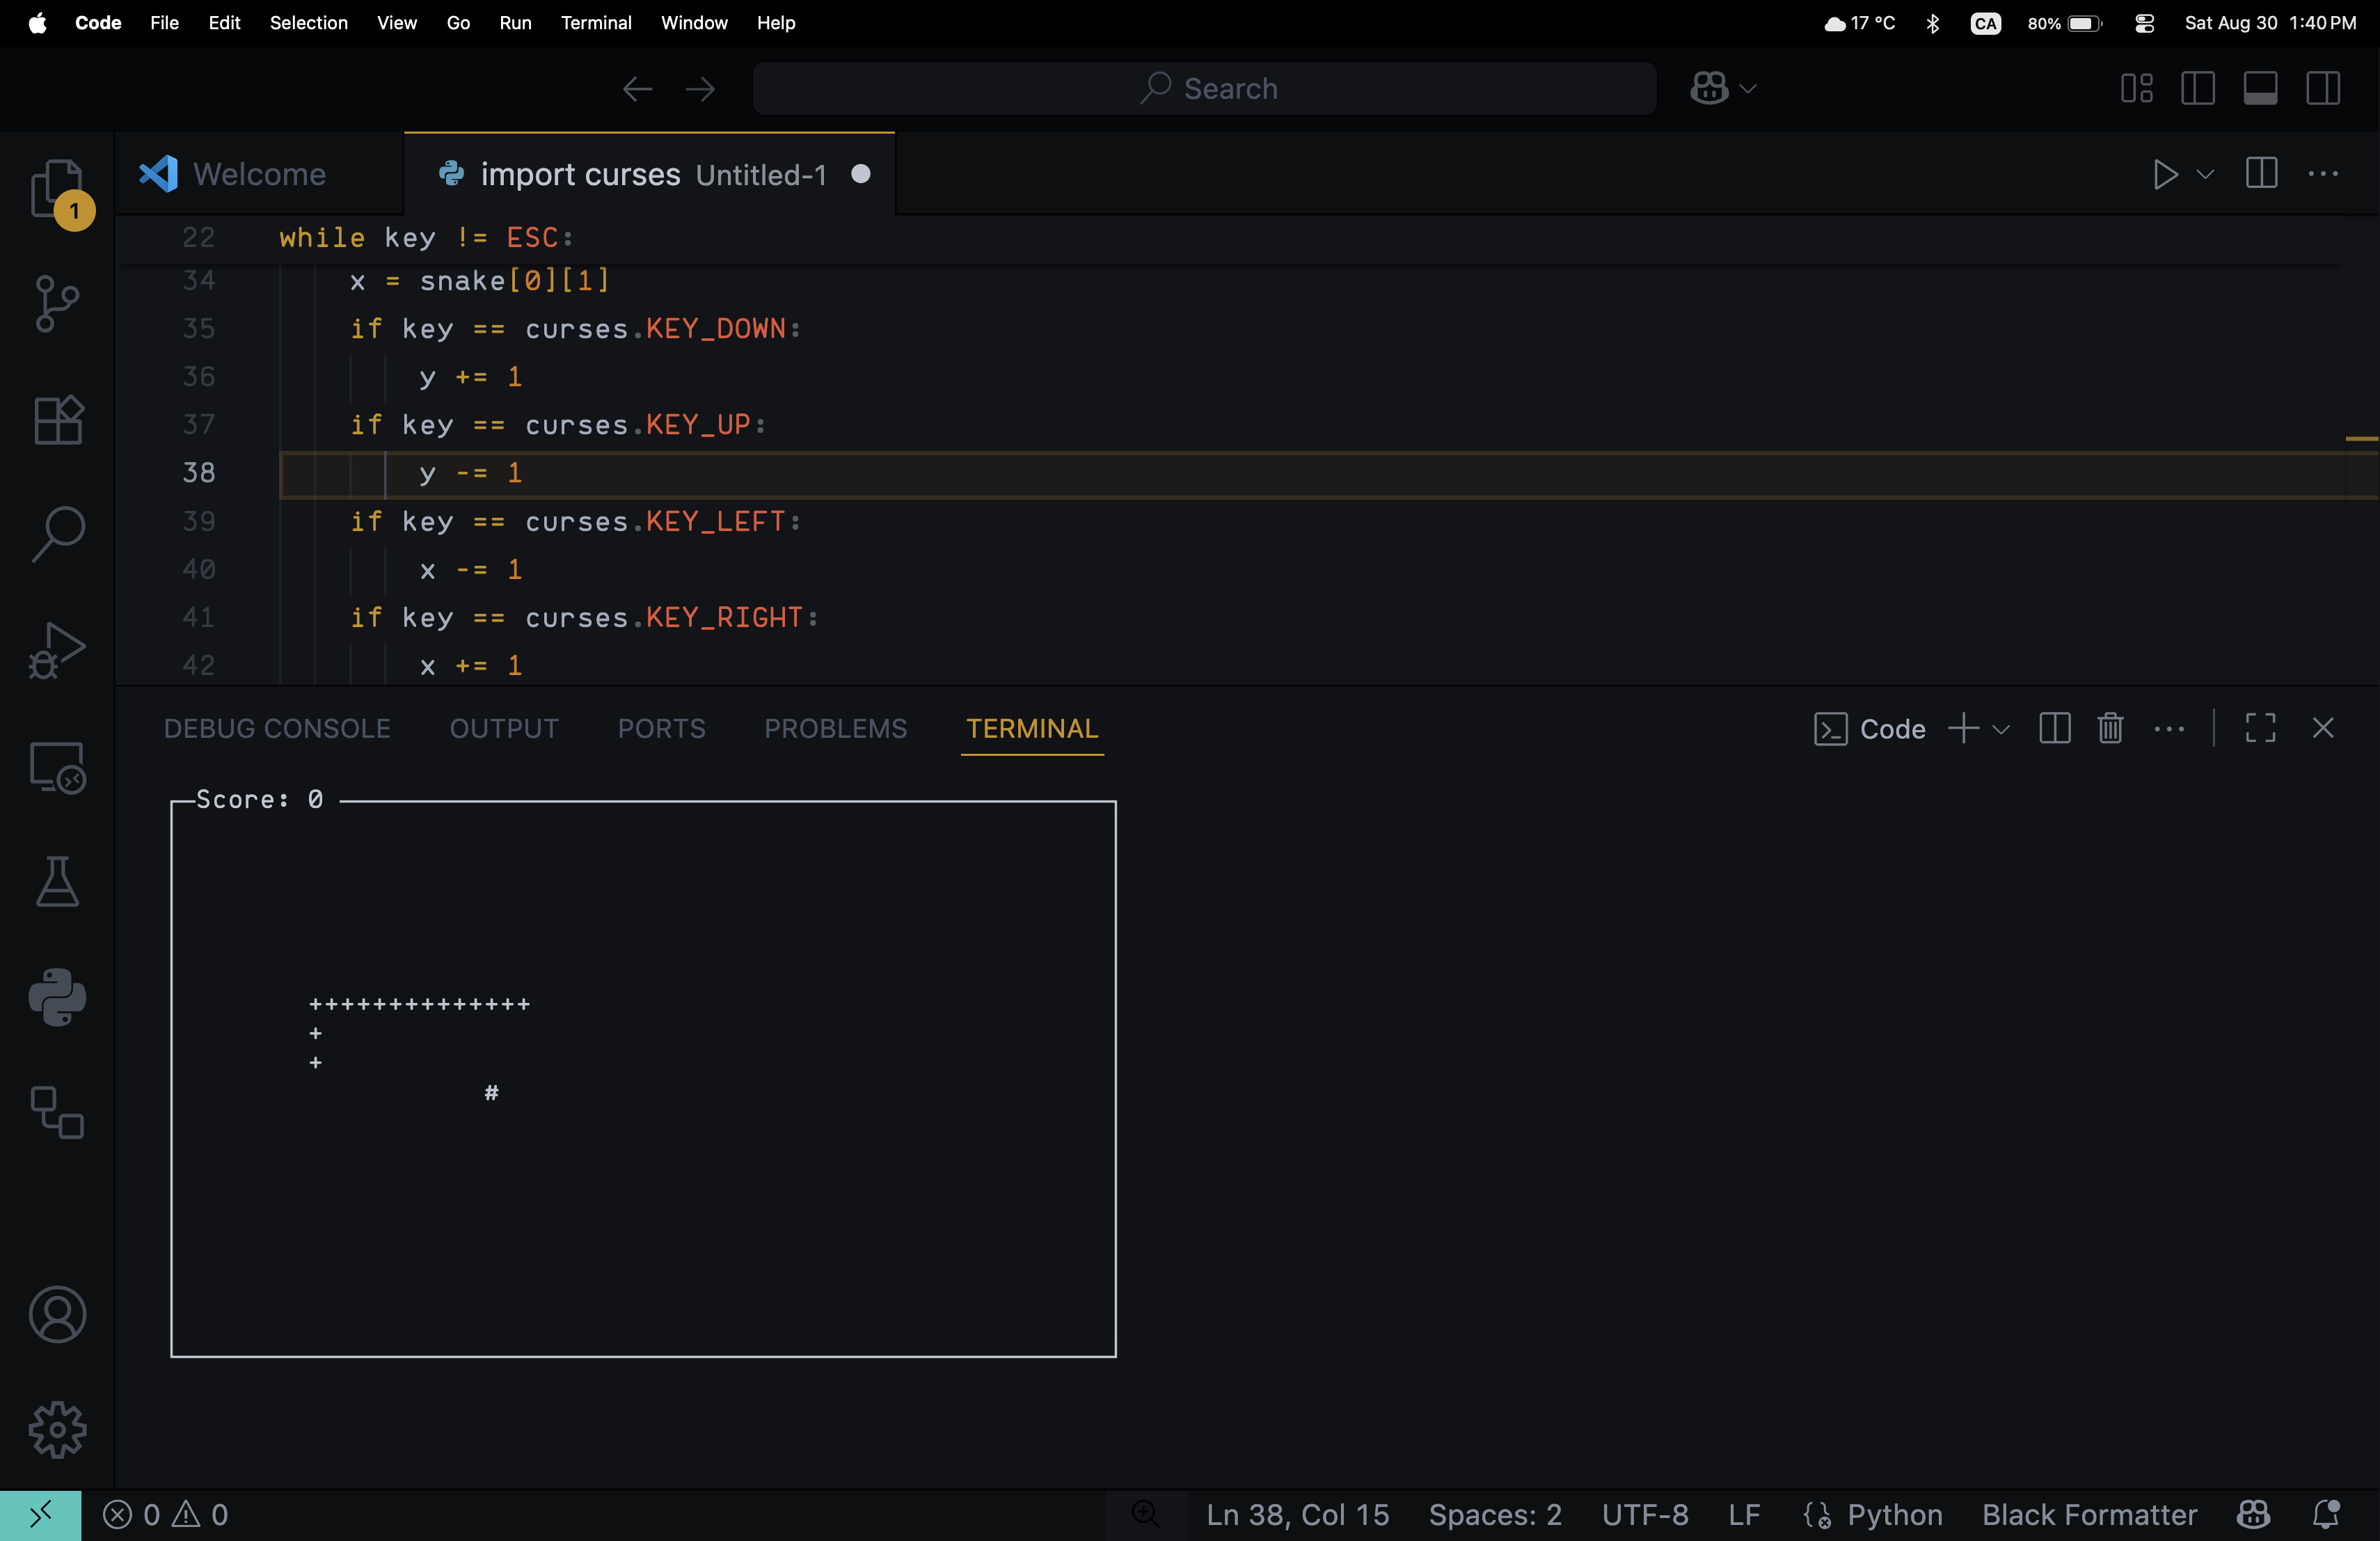 Code File Edit Selection View Go Run Terminal Window Help 17 °C CA 80% Sat Aug 30 1:40 PM
Search
1
Welcome import curses Untitled-1
22 while key != ESC:
34 x = snake[0][1]
35 if key == curses.KEY_DOWN:
36 y += 1
37 if key == curses.KEY_UP:
38 y -= 1
39 if key == curses.KEY_LEFT:
40 x -= 1
41 if key == curses.KEY_RIGHT:
42 x += 1
DEBUG CONSOLE OUTPUT PORTS PROBLEMS TERMINAL Code
Score: 0
++++++++++++++
+
+
#
0 0 Ln 38, Col 15 Spaces: 2 UTF-8 LF Python Black Formatter